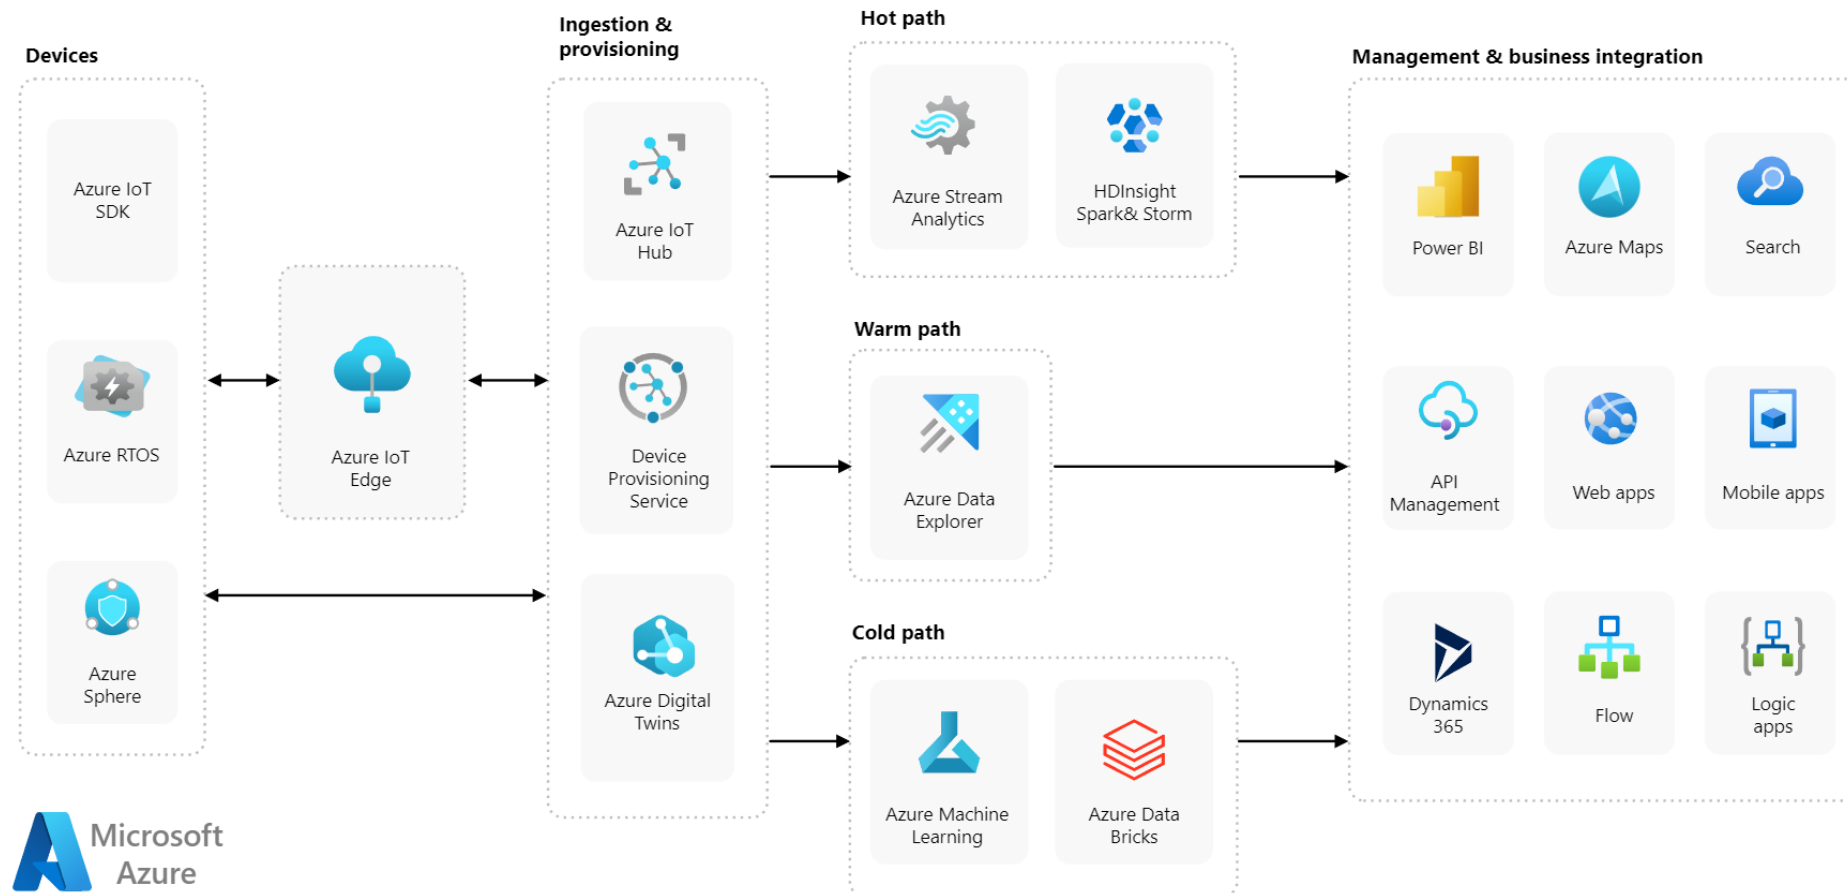 Devices
Azure IoT
SDK
Azure RTOS
Azure
Sphere
Azure IoT
Edge
Ingestion &
provisioning
Azure IoT
Hub
Device
Provisioning
Service
Azure Digital
Twins
Hot path
Azure Stream
Analytics
HDInsight
Spark& Storm
Warm path
Azure Data
Explorer
Cold path
Azure Machine
Learning
Azure Data
Bricks
Management & business integration
Power BI
Azure Maps
Search
API
Management
Web apps
Mobile apps
Dynamics
365
Flow
Logic
apps
Microsoft
Azure